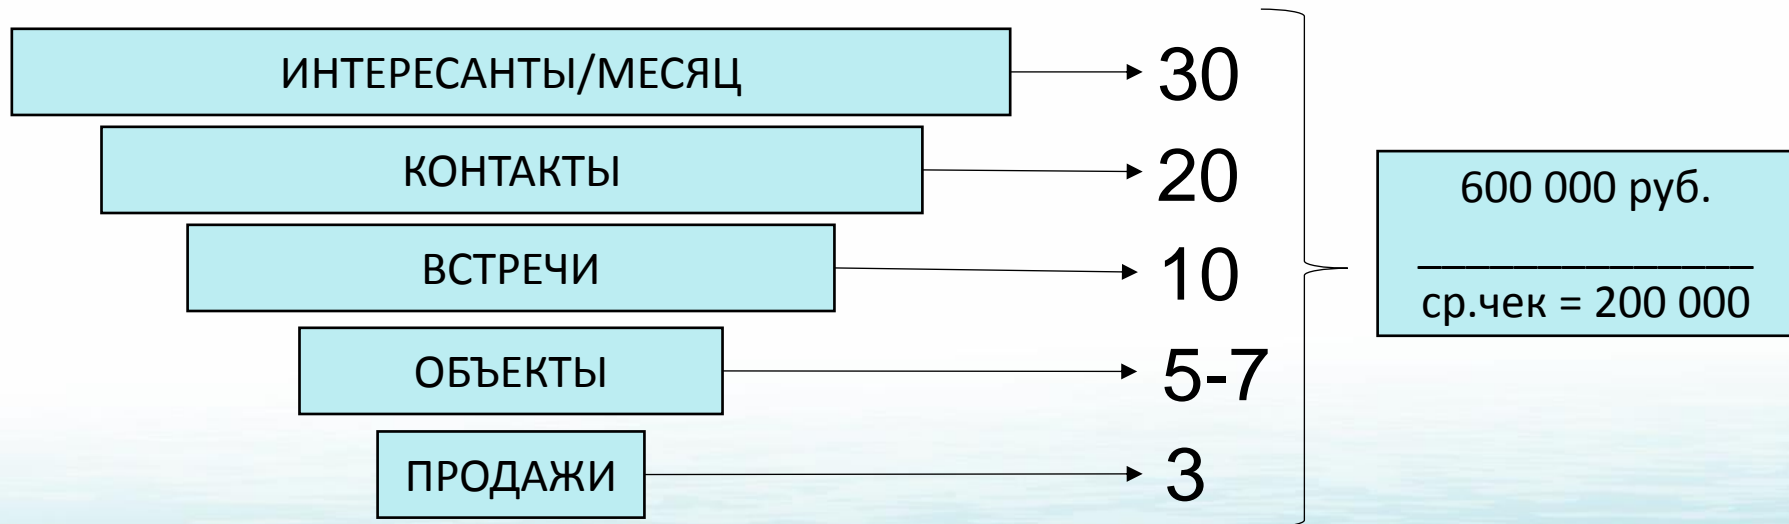 ИНТЕРЕСАНТЫ/МЕСЯЦ 30
КОНТАКТЫ 20
ВСТРЕЧИ 10
ОБЪЕКТЫ 5-7
ПРОДАЖИ 3
600 000 руб.
ср.чек = 200 000